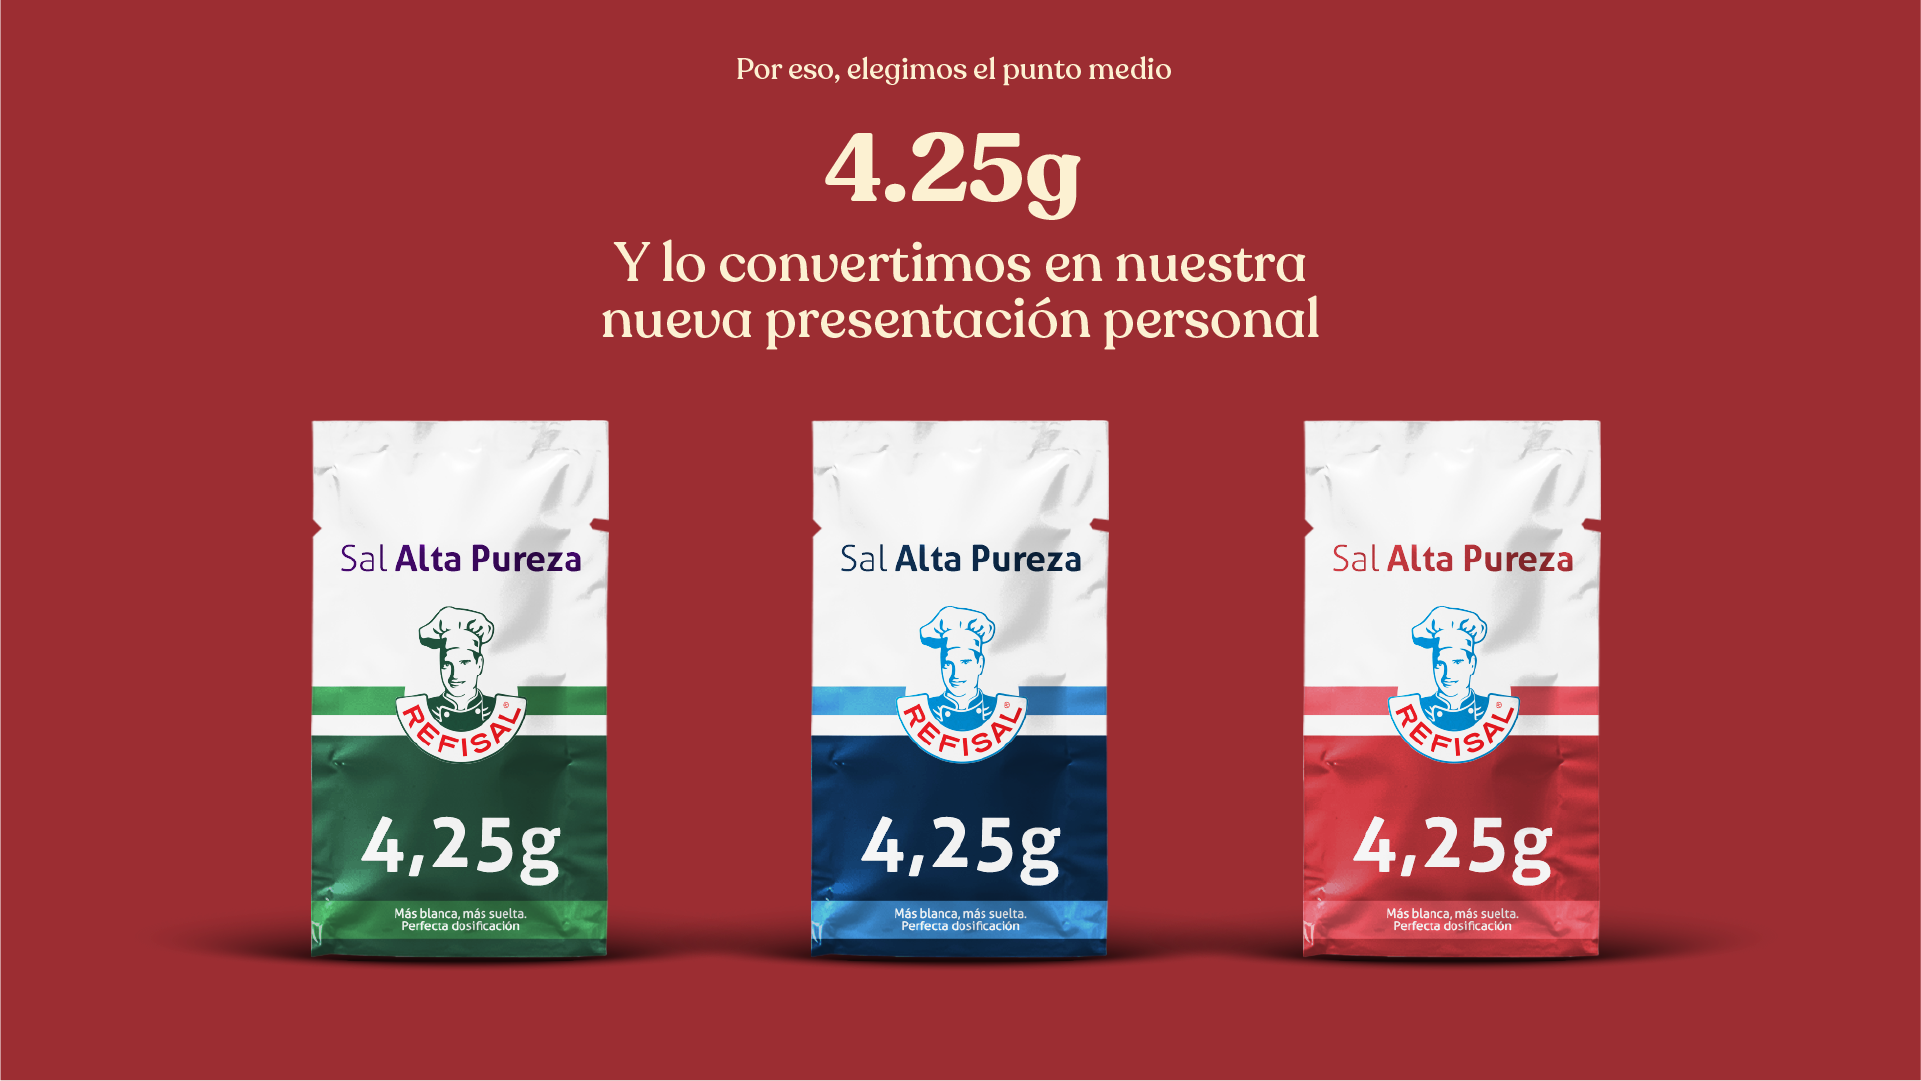 Por eso, elegimos el punto medio
4.25g
Y lo convertimos en nuestra
nueva presentación personal
Sal Alta Pureza
REFISAL®
4,25g
Más blanca, más suelta.
Perfecta dosificación
Sal Alta Pureza
REFISAL®
4,25g
Más blanca, más suelta.
Perfecta dosificación
Sal Alta Pureza
REFISAL®
4,25g
Más blanca, más suelta.
Perfecta dosificación